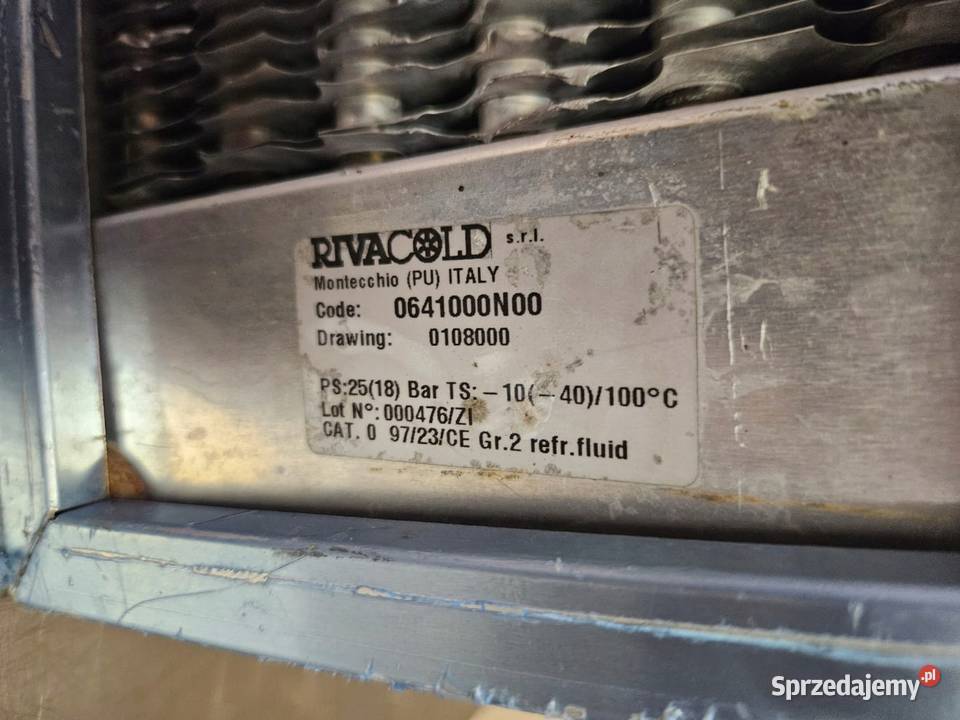 RIVACOLD s.r.l.
Montecchio (PU) ITALY
Code: 0641000N00
Drawing: 0108000
PS:25(18) Bar TS: -10(-40)/100°C
Lot N°: 000476/ZI
CAT. 0 97/23/CE Gr.2 refr.fluid
Sprzedajemy.pl